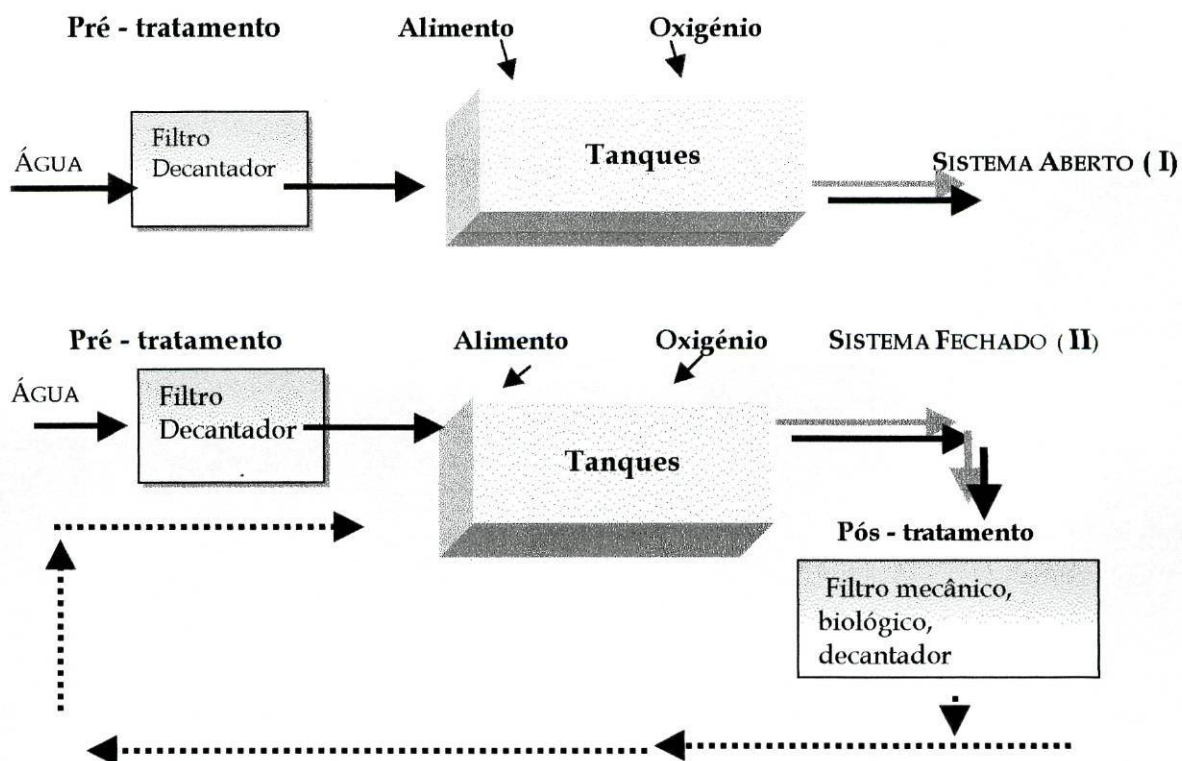 Pré - tratamento
Alimento
Oxigénio
ÁGUA
Filtro
Decantador
Tanques
SISTEMA ABERTO ( I)
Pré - tratamento
Alimento
Oxigénio
SISTEMA FECHADO ( II)
ÁGUA
Filtro
Decantador
Tanques
Pós - tratamento
Filtro mecânico,
biológico,
decantador